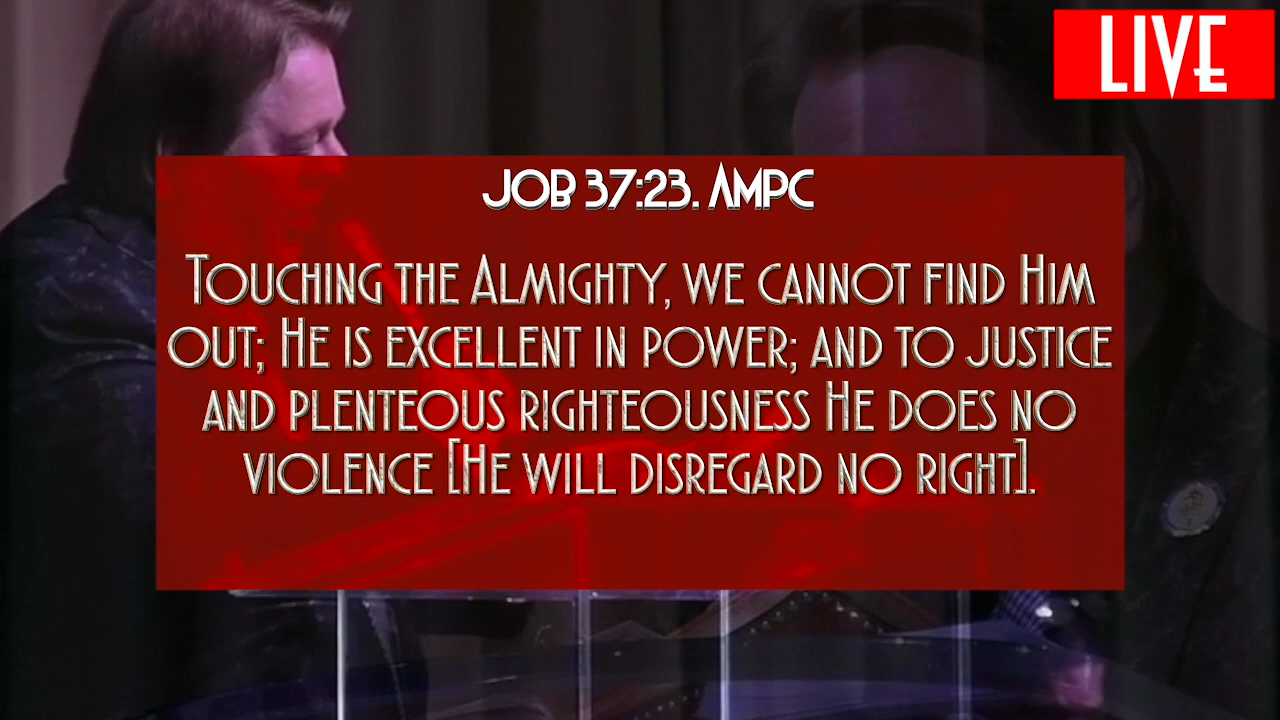 LIVE
Job 37:23. AMPC
Touching the Almighty, we cannot find Him
out; He is excellent in power; and to justice
and plenteous righteousness He does no
violence [He will disregard no right].